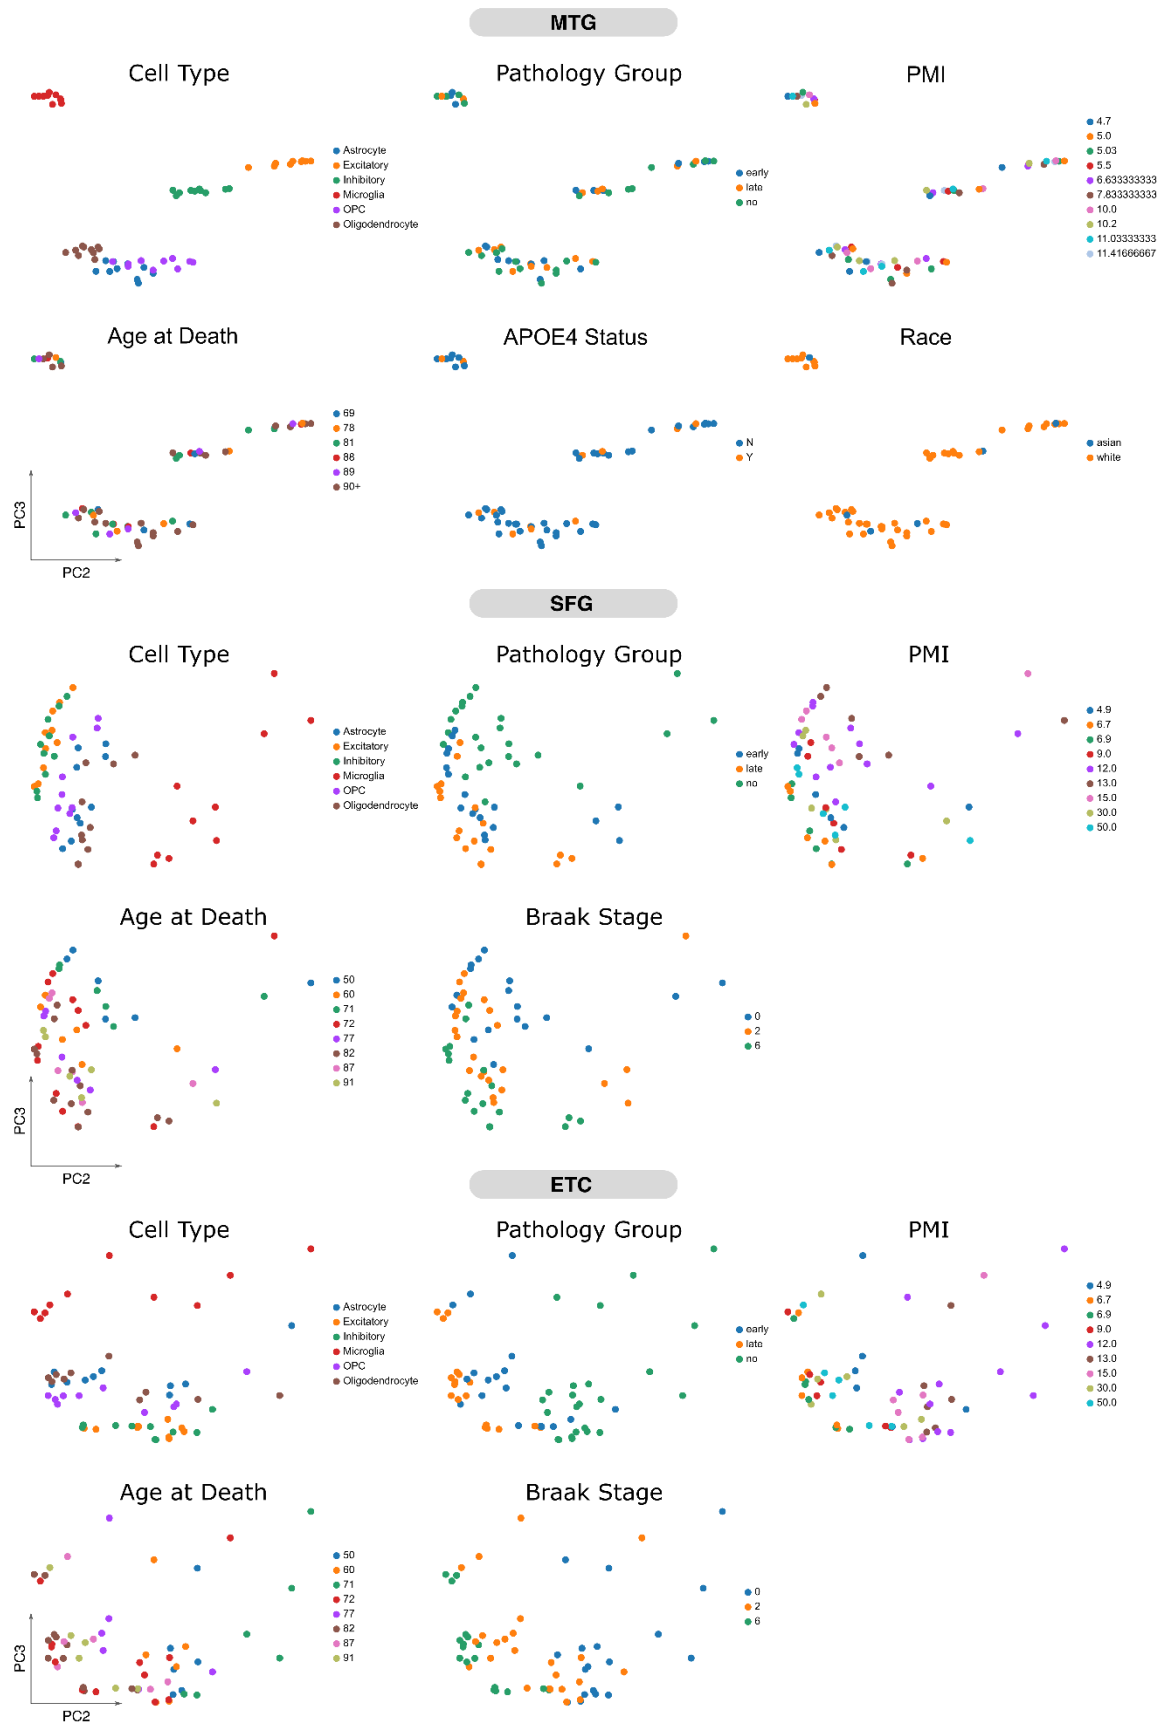 MTG
Cell Type
Pathology Group
PMI
Astrocyte
Excitatory
Inhibitory
Microglia
OPC
Oligodendrocyte
early
late
no
4.7
5.0
5.03
5.5
6.633333333
7.833333333
10.0
10.2
11.03333333
11.41666667
Age at Death
APOE4 Status
Race
69
78
81
88
89
90+
N
Y
asian
white
PC3
PC2
SFG
Cell Type
Pathology Group
PMI
Astrocyte
Excitatory
Inhibitory
Microglia
OPC
Oligodendrocyte
early
late
no
4.9
6.7
6.9
9.0
12.0
13.0
15.0
30.0
50.0
Age at Death
Braak Stage
50
60
71
72
77
82
87
91
0
2
6
PC3
PC2
ETC
Cell Type
Pathology Group
PMI
Astrocyte
Excitatory
Inhibitory
Microglia
OPC
Oligodendrocyte
early
late
no
4.9
6.7
6.9
9.0
12.0
13.0
15.0
30.0
50.0
Age at Death
Braak Stage
50
60
71
72
77
82
87
91
0
2
6
PC3
PC2